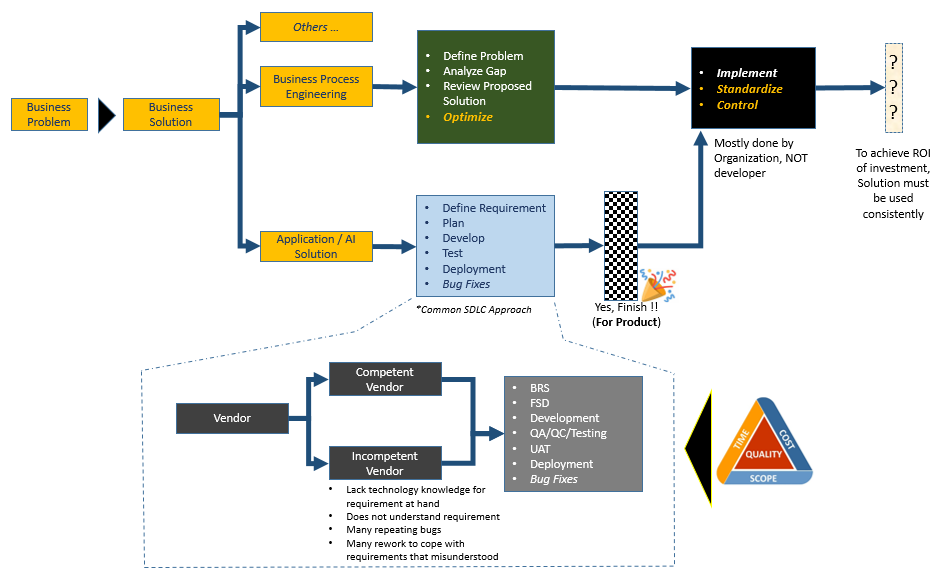 Others ...
Business Process
Engineering
Business
Problem
Business
Solution
Application / AI
Solution
• Define Problem
• Analyze Gap
• Review Proposed
Solution
• Optimize
• Implement
• Standardize
• Control
Mostly done by
Organization, NOT
developer
?
?
?
To achieve ROI
of investment,
Solution must
be used
consistently
• Define Requirement
• Plan
• Develop
• Test
• Deployment
• Bug Fixes
*Common SDLC Approach
Yes, Finish !!
(For Product)
Vendor
Competent
Vendor
Incompetent
Vendor
• Lack technology knowledge for
requirement at hand
• Does not understand requirement
• Many repeating bugs
• Many rework to cope with
requirements that misunderstood
• BRS
• FSD
• Development
• QA/QC/Testing
• UAT
• Deployment
• Bug Fixes
TIME
COST
QUALITY
SCOPE